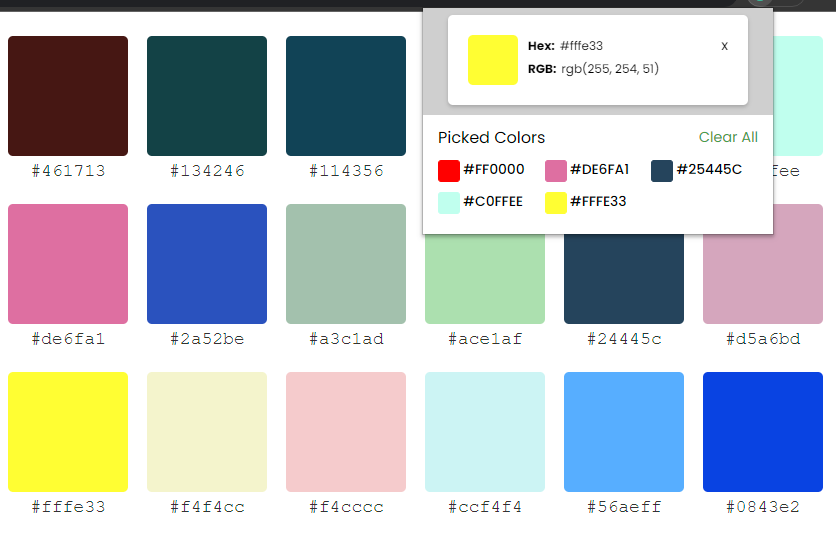 Hex: #fffe33
x
RGB: rgb(255, 254, 51)
Picked Colors
Clear All
#FF0000 #DE6FA1 #25445C
#C0FFEE #FFFE33
#461713 #134246 #114356 fee
#de6fa1 #2a52be #a3c1ad #ace1af #24445c #d5a6bd
#fffe33 #f4f4cc #f4cccc #ccf4f4 #56aeff #0843e2